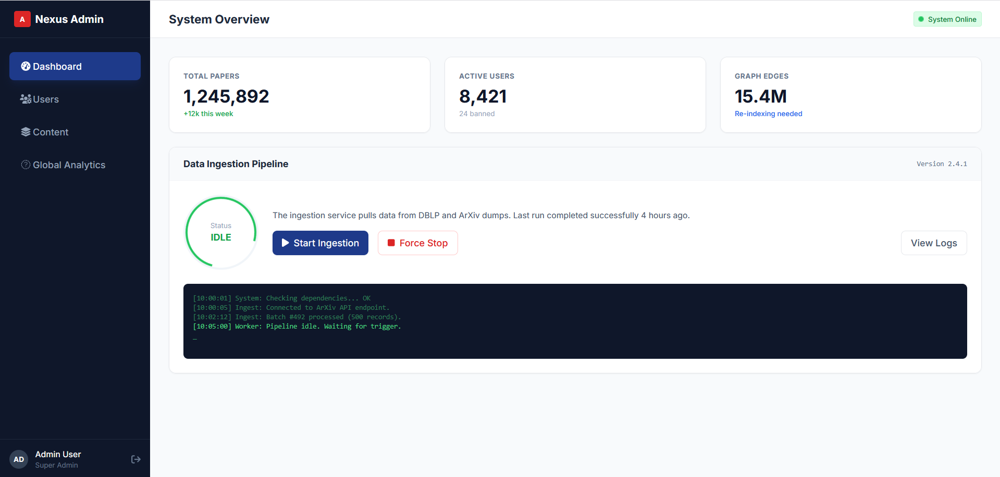 A Nexus Admin
Dashboard
Users
Content
Global Analytics
AD
Admin User
Super Admin
System Overview
System Online
TOTAL PAPERS
1,245,892
+12k this week
ACTIVE USERS
8,421
24 banned
GRAPH EDGES
15.4M
Re-indexing needed
Data Ingestion Pipeline
Version 2.4.1
Status
IDLE
The ingestion service pulls data from DBLP and ArXiv dumps. Last run completed successfully 4 hours ago.
Start Ingestion
Force Stop
View Logs
[10:00:01] System: Checking dependencies... OK
[10:00:05] Ingest: Connected to ArXiv API endpoint.
[10:02:12] Ingest: Batch #492 processed (500 records).
[10:05:00] Worker: Pipeline idle. Waiting for trigger.
_